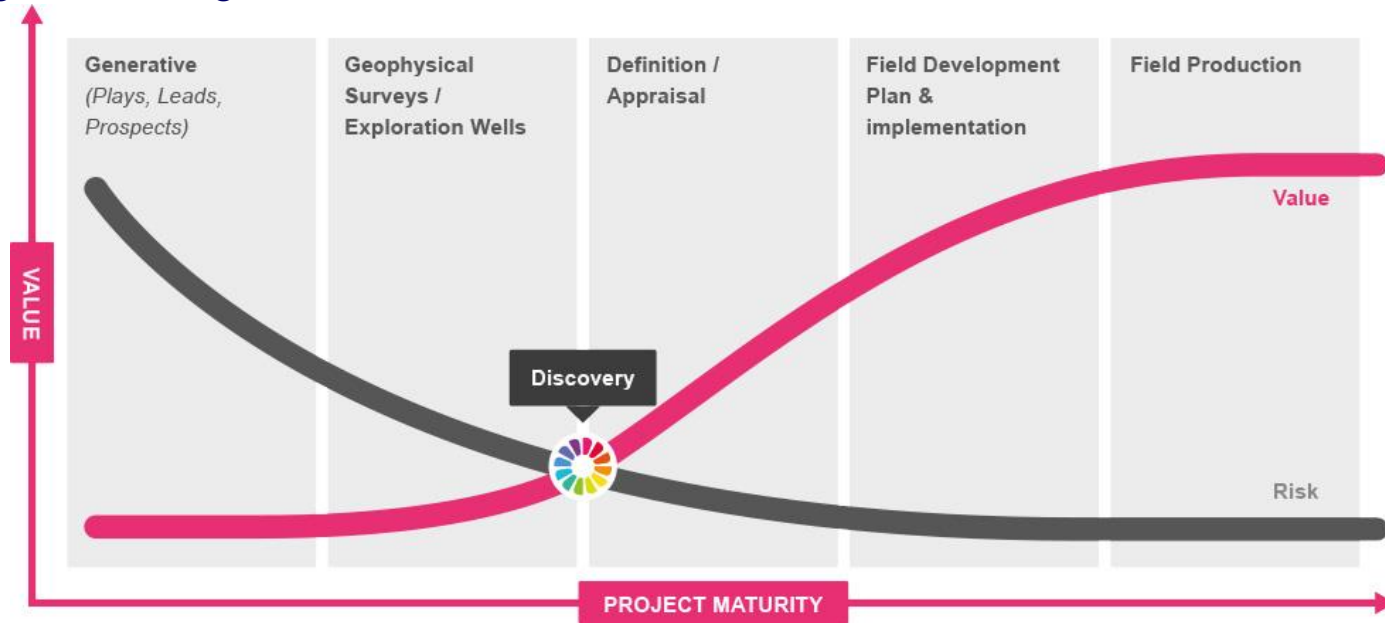 Generative
(Plays, Leads,
Prospects)
Geophysical
Surveys /
Exploration Wells
Definition /
Appraisal
Field Development
Plan &
implementation
Field Production
Value
VALUE
Discovery
Risk
PROJECT MATURITY